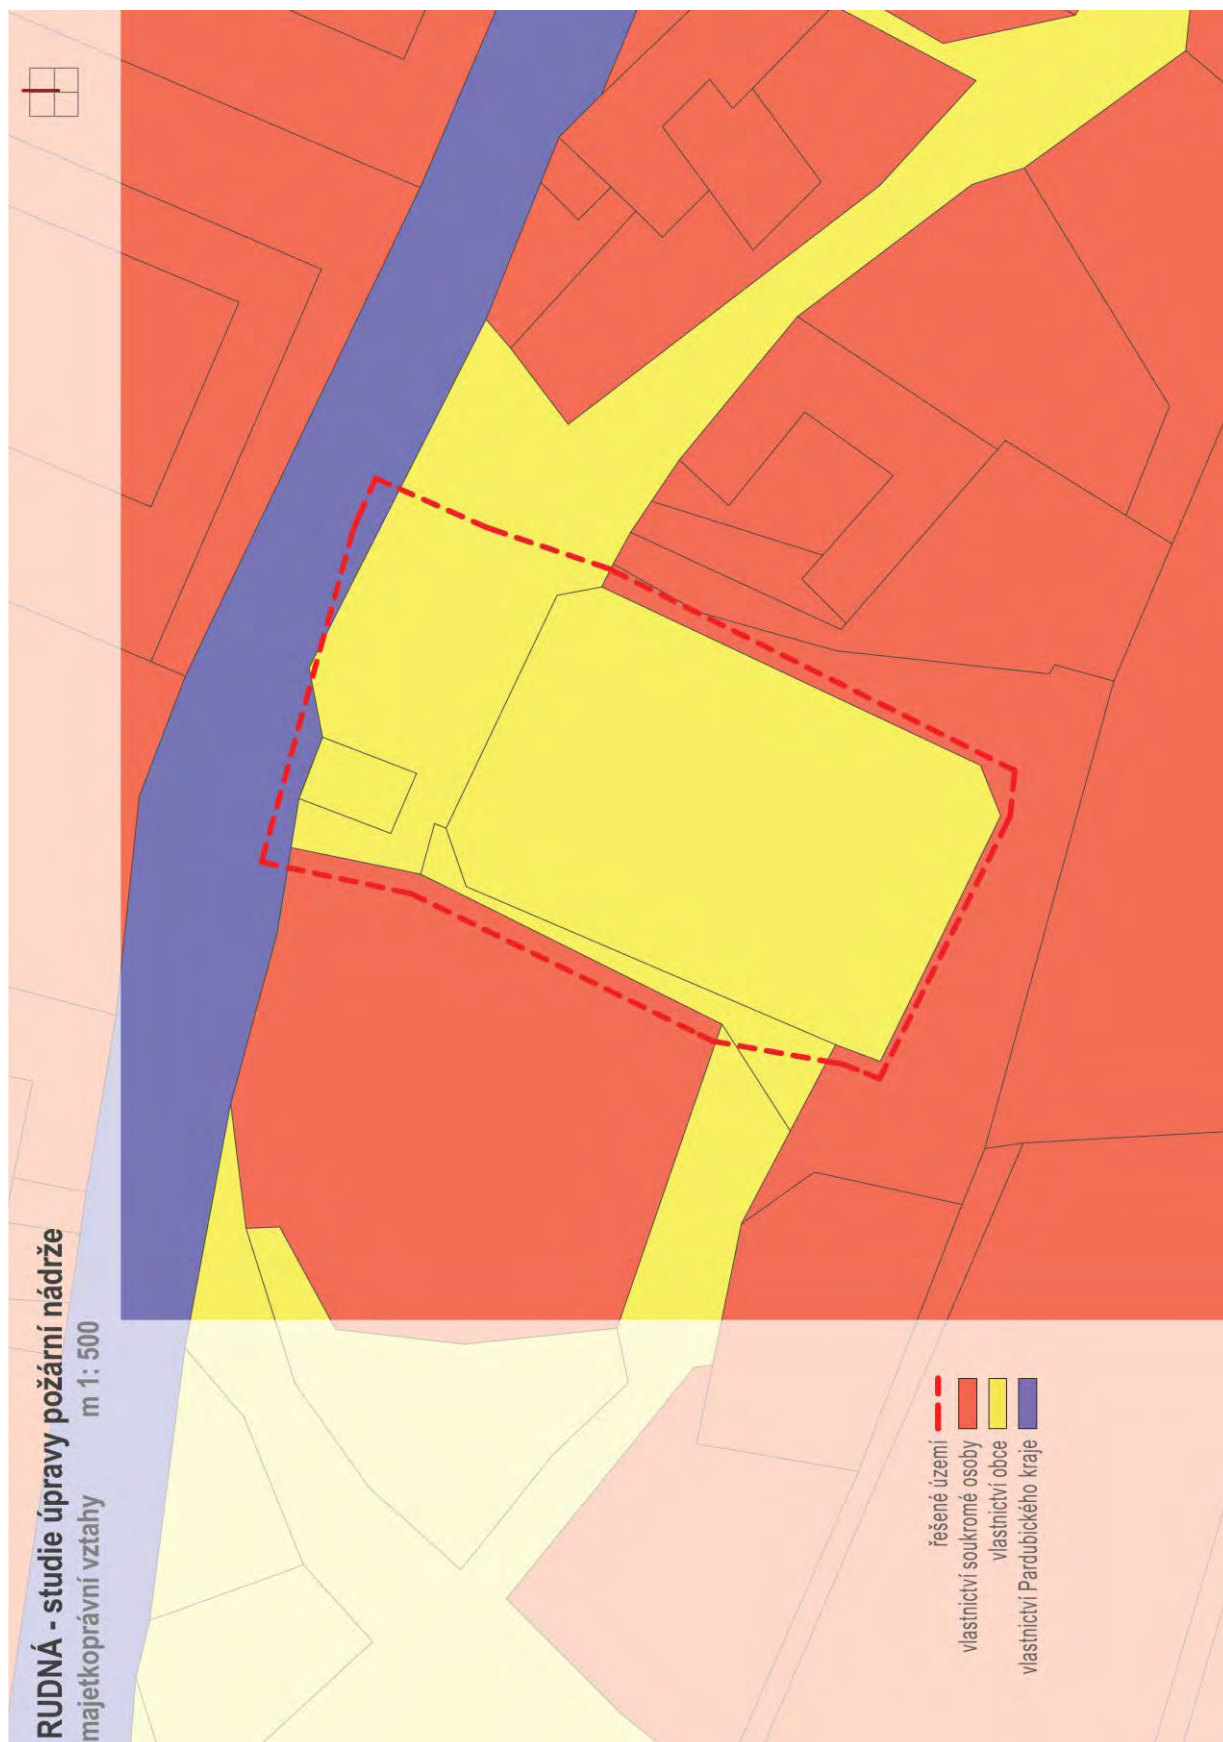 RUDNÁ - studie úpravy požární nádrže
majetkoprávní vztahy m 1: 500
řešené území
vlastnictví soukromé osoby
vlastnictví obce
vlastnictví Pardubického kraje